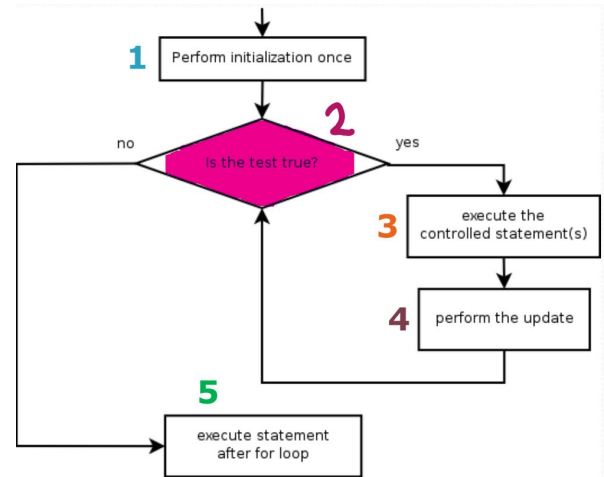 1
Perform initialization once
2
no
yes
Is the test true?
3
execute the
controlled statement(s)
4
perform the update
5
execute statement
after for loop